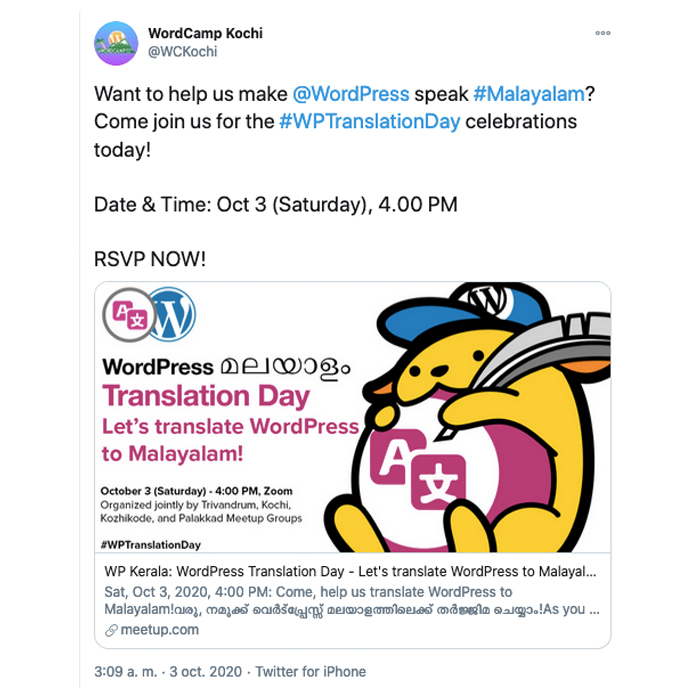 WordCamp Kochi
@WCKochi
Want to help us make @WordPress speak #Malayalam?
Come join us for the #WPTranslationDay celebrations
today!
Date & Time: Oct 3 (Saturday), 4.00 PM
RSVP NOW!
WordPress മലയാളം
Translation Day
Let's translate WordPress
to Malayalam!
October 3 (Saturday) - 4:00 PM, Zoom
Organized jointly by Trivandrum, Kochi,
Kozhikode, and Palakkad Meetup Groups
#WPTranslationDay
A 文
W
W
A 文
WP Kerala: WordPress Translation Day - Let's translate WordPress to Malayal...
Sat, Oct 3, 2020, 4:00 PM: Come, help us translate WordPress to
Malayalam!വരൂ, നമുക്ക് വെർട്പ്രേസ്സ് മലയാളത്തിലെക്ക് തർജ്ജിമ ചെയ്യാം!As you ...
meetup.com
3:09 a. m. · 3 oct. 2020 · Twitter for iPhone